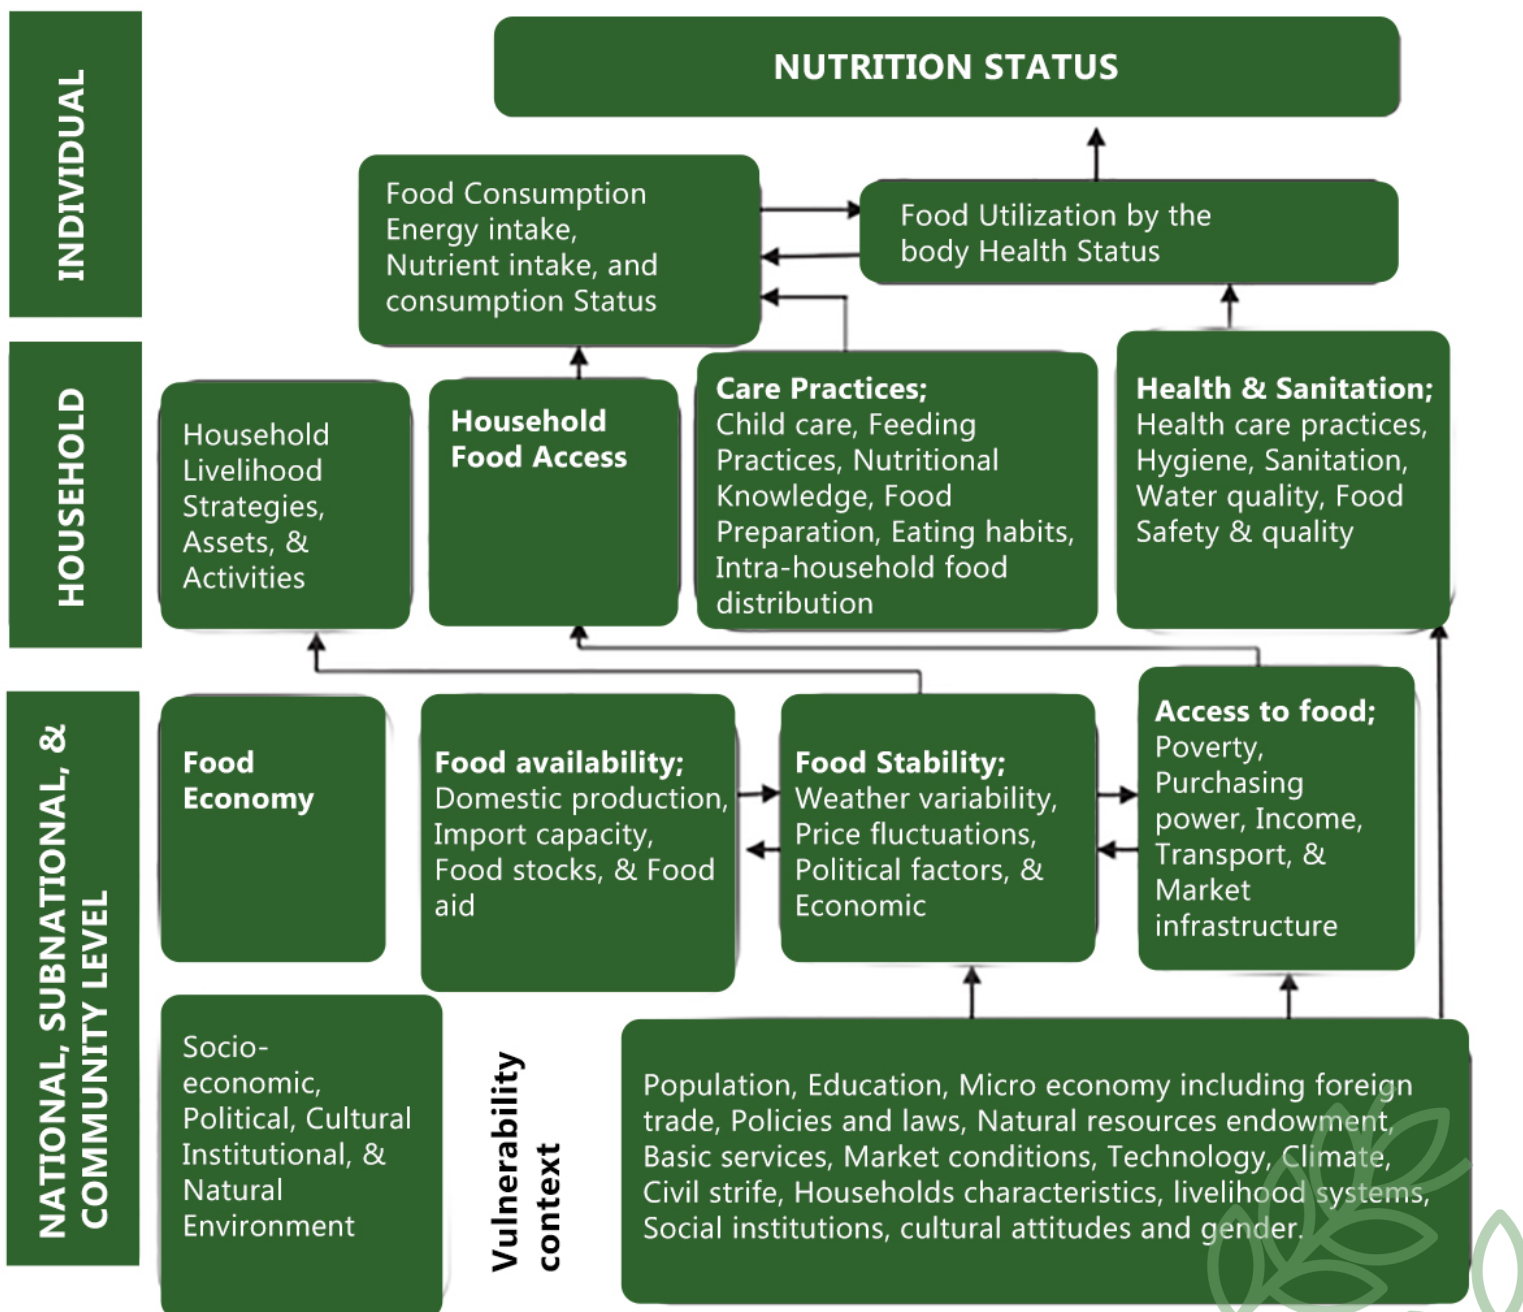 INDIVIDUAL
NUTRITION STATUS
Food Consumption
Energy intake,
Nutrient intake, and
consumption Status
Food Utilization by the
body Health Status
HOUSEHOLD
Household
Livelihood
Strategies,
Assets, &
Activities
Household
Food Access
Care Practices;
Child care, Feeding
Practices, Nutritional
Knowledge, Food
Preparation, Eating habits,
Intra-household food
distribution
Health & Sanitation;
Health care practices,
Hygiene, Sanitation,
Water quality, Food
Safety & quality
NATIONAL, SUBNATIONAL, &
COMMUNITY LEVEL
Food
Economy
Food availability;
Domestic production,
Import capacity,
Food stocks, & Food
aid
Food Stability;
Weather variability,
Price fluctuations,
Political factors, &
Economic
Access to food;
Poverty,
Purchasing
power, Income,
Transport, &
Market
infrastructure
Socio-
economic,
Political, Cultural
Institutional, &
Natural
Environment
Vulnerability
context
Population, Education, Micro economy including foreign
trade, Policies and laws, Natural resources endowment,
Basic services, Market conditions, Technology, Climate,
Civil strife, Households characteristics, livelihood systems,
Social institutions, cultural attitudes and gender.